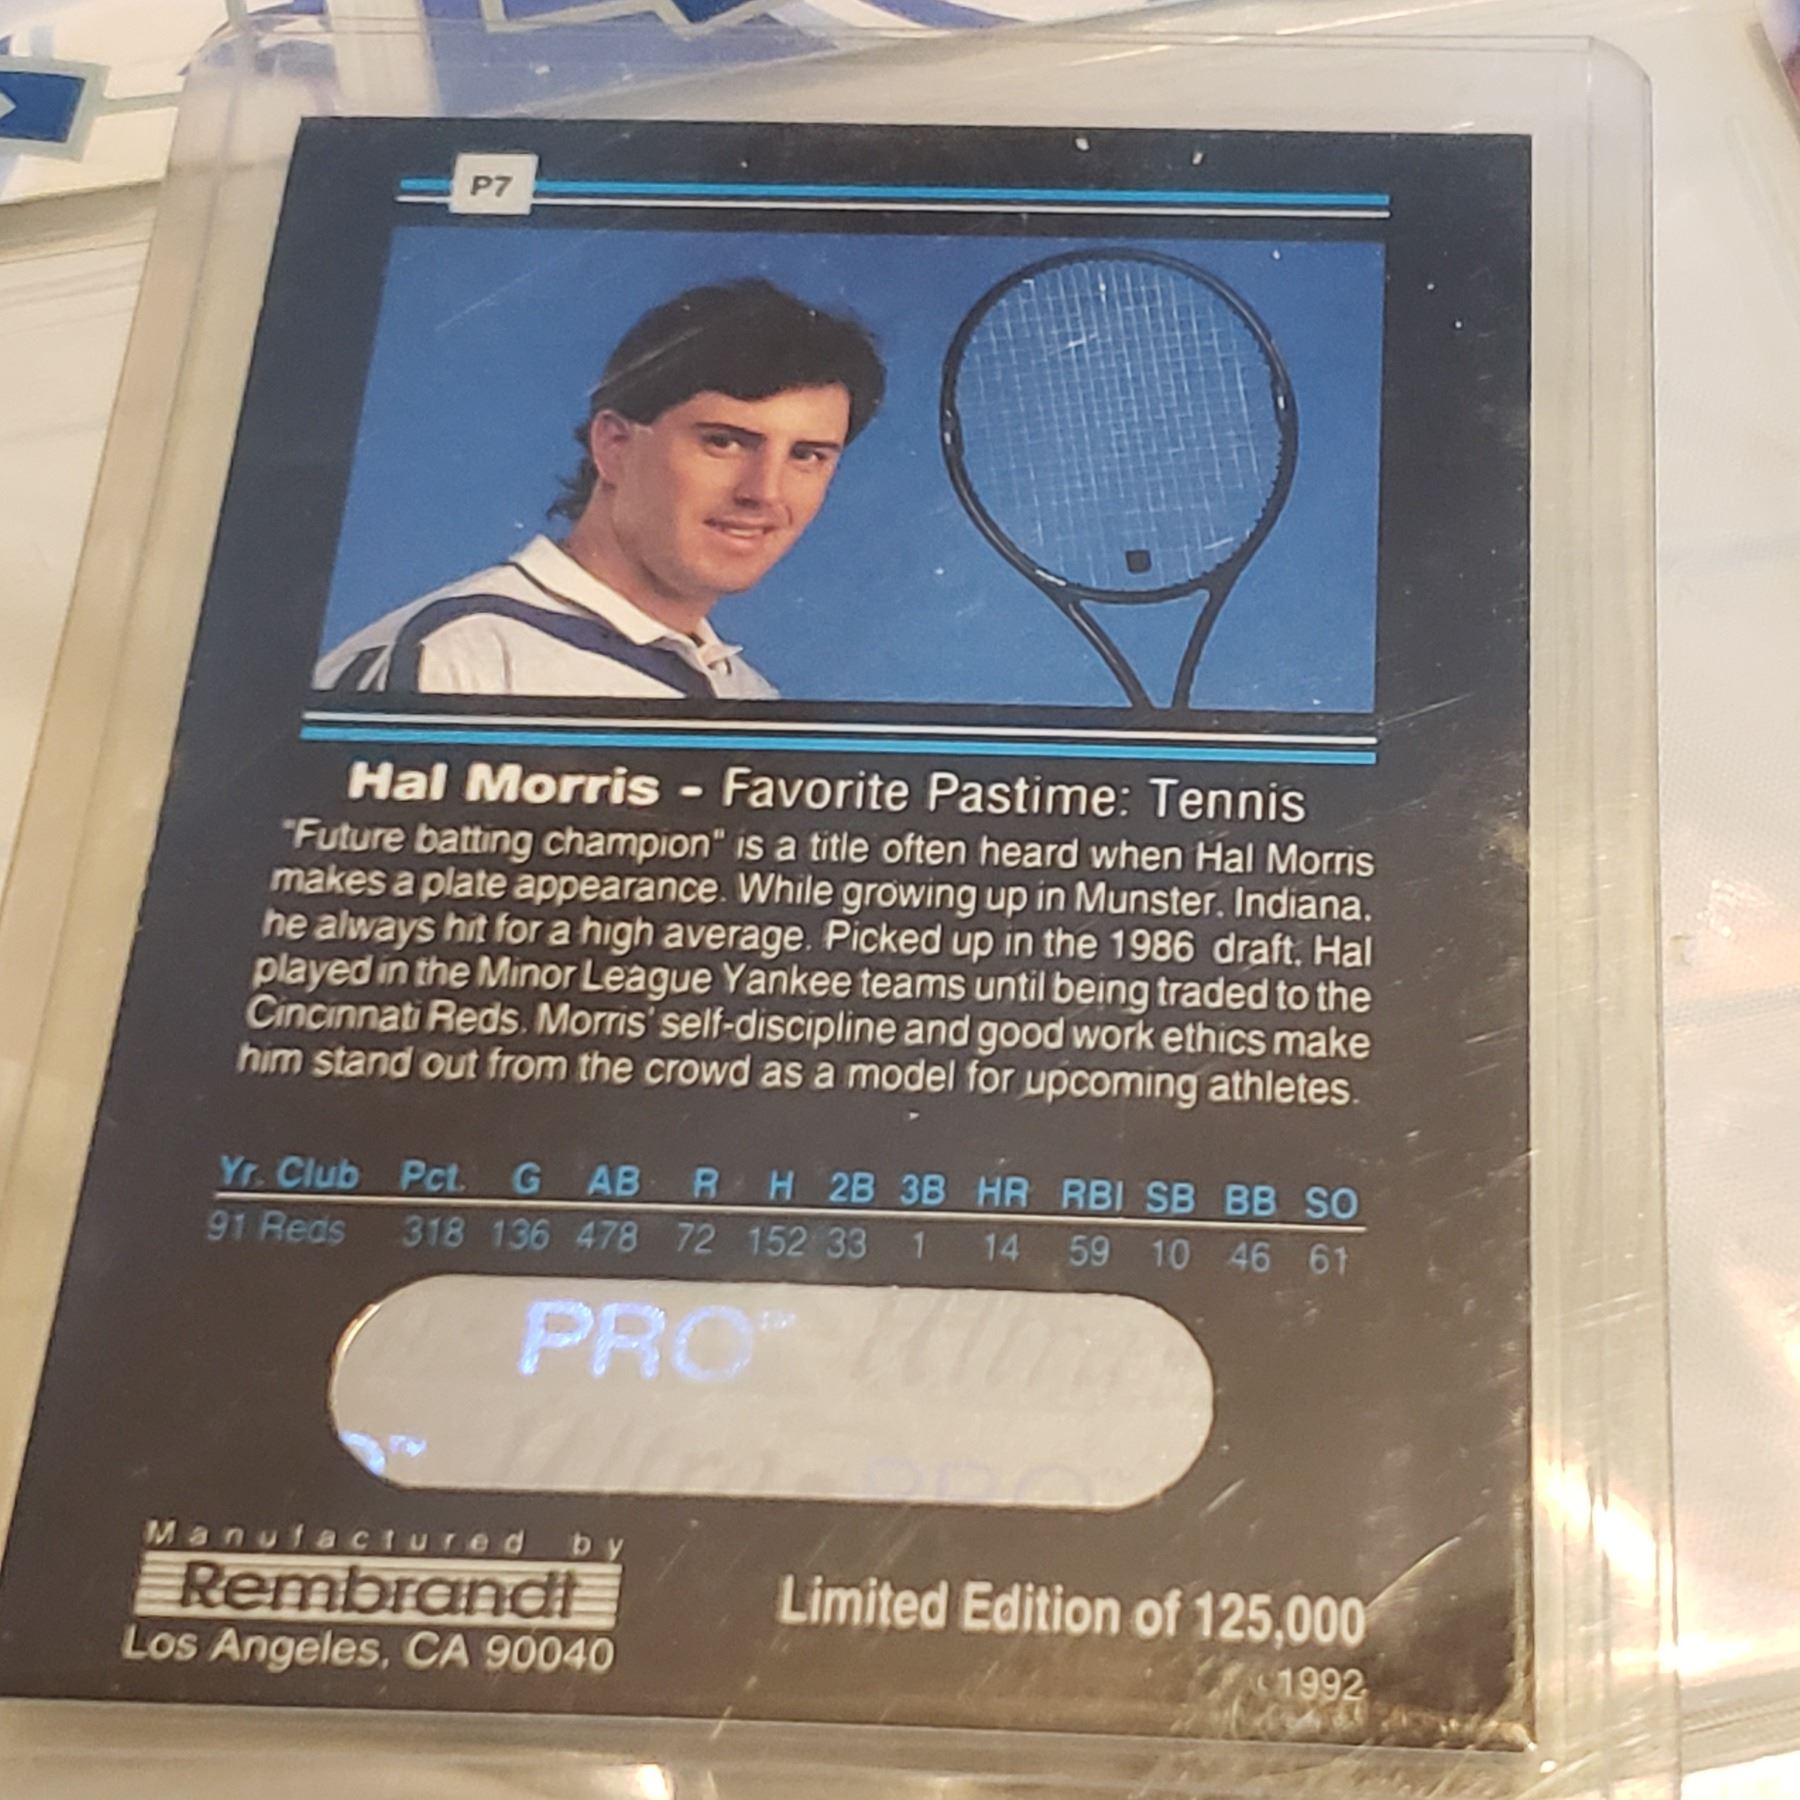 P7
Hal Morris - Favorite Pastime: Tennis
"Future batting champion" is a title often heard when Hal Morris
makes a plate appearance. While growing up in Munster, Indiana,
he always hit for a high average. Picked up in the 1986 draft, Hal
played in the Minor League Yankee teams until being traded to the
Cincinnati Reds. Morris' self-discipline and good work ethics make
him stand out from the crowd as a model for upcoming athletes.
Yr. Club Pct. G AB R H 2B 3B HR RBI SB BB SO
91 Reds 318 136 478 72 152 33 1 14 59 10 46 61
PRO™ Ultra
Ultra PRO
Manufactured by
Rembrandt
Los Angeles, CA 90040
Limited Edition of 125,000
1992